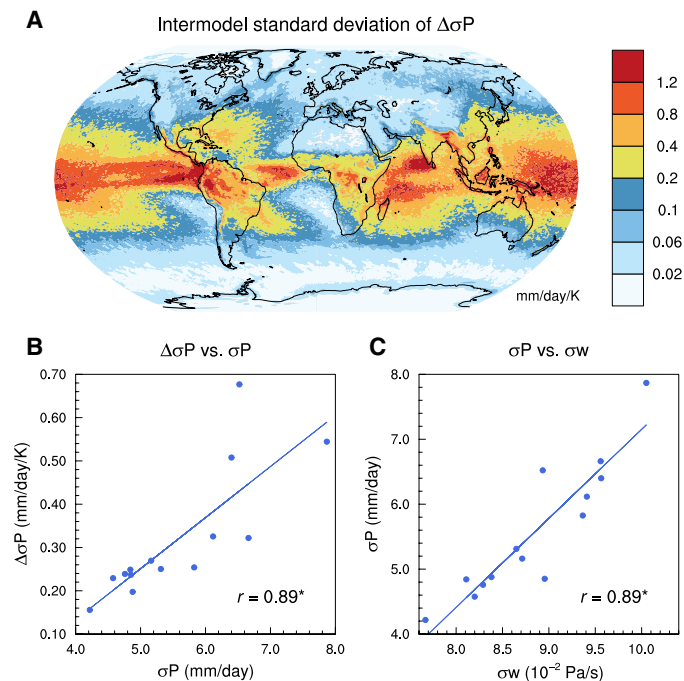 A
Intermodel standard deviation of ΔσP
1.2
0.8
0.4
0.2
0.1
0.06
0.02
mm/day/K
B
ΔσP vs. σP
0.70
0.60
0.50
0.40
0.30
0.20
0.10
ΔσP (mm/day/K)
r = 0.89*
4.0 5.0 6.0 7.0 8.0
σP (mm/day)
C
σP vs. σw
8.0
7.0
6.0
5.0
4.0
σP (mm/day)
r = 0.89*
8.0 8.5 9.0 9.5 10.0
σw (10⁻² Pa/s)